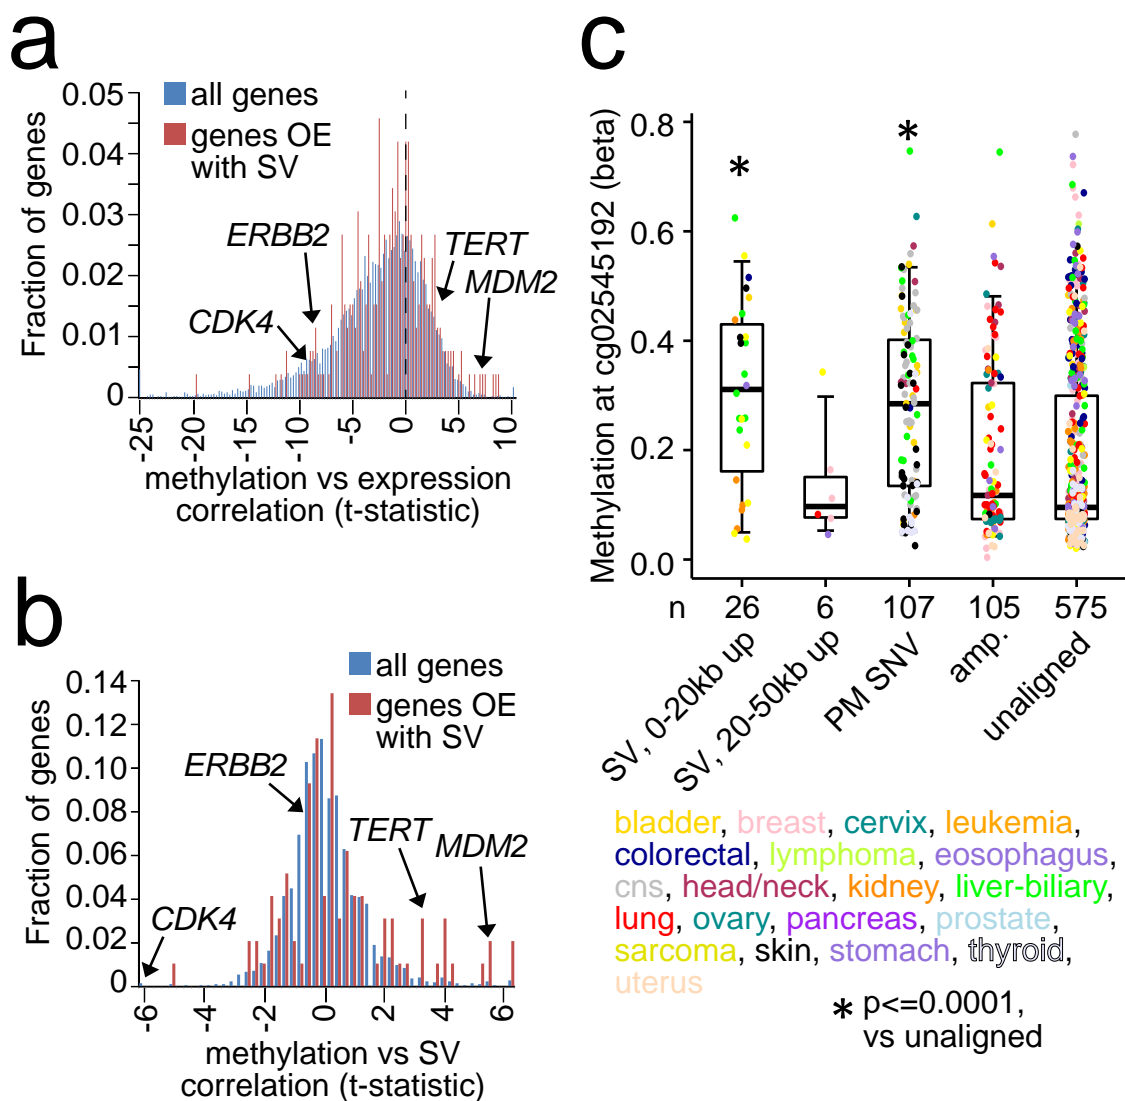 a
all genes
genes OE
with SV
Fraction of genes
0.05
0.04
0.03
0.02
0.01
0
ERBB2
TERT
MDM2
CDK4
-25
-20
-15
-10
-5
0
5
10
methylation vs expression
correlation (t-statistic)
b
all genes
genes OE
with SV
Fraction of genes
0.14
0.12
0.10
0.08
0.06
0.04
0.02
0
ERBB2
TERT
MDM2
CDK4
-6
-4
-2
0
2
4
6
methylation vs SV
correlation (t-statistic)
c
Methylation at cg02545192 (beta)
0.8
0.6
0.4
0.2
0.0
*
*
n 26 6 107 105 575
SV, 0-20kb up
SV, 20-50kb up
PM SNV
amp.
unaligned
bladder, breast, cervix, leukemia,
colorectal, lymphoma, eosophagus,
cns, head/neck, kidney, liver-biliary,
lung, ovary, pancreas, prostate,
sarcoma, skin, stomach, thyroid,
uterus
* p<=0.0001,
vs unaligned